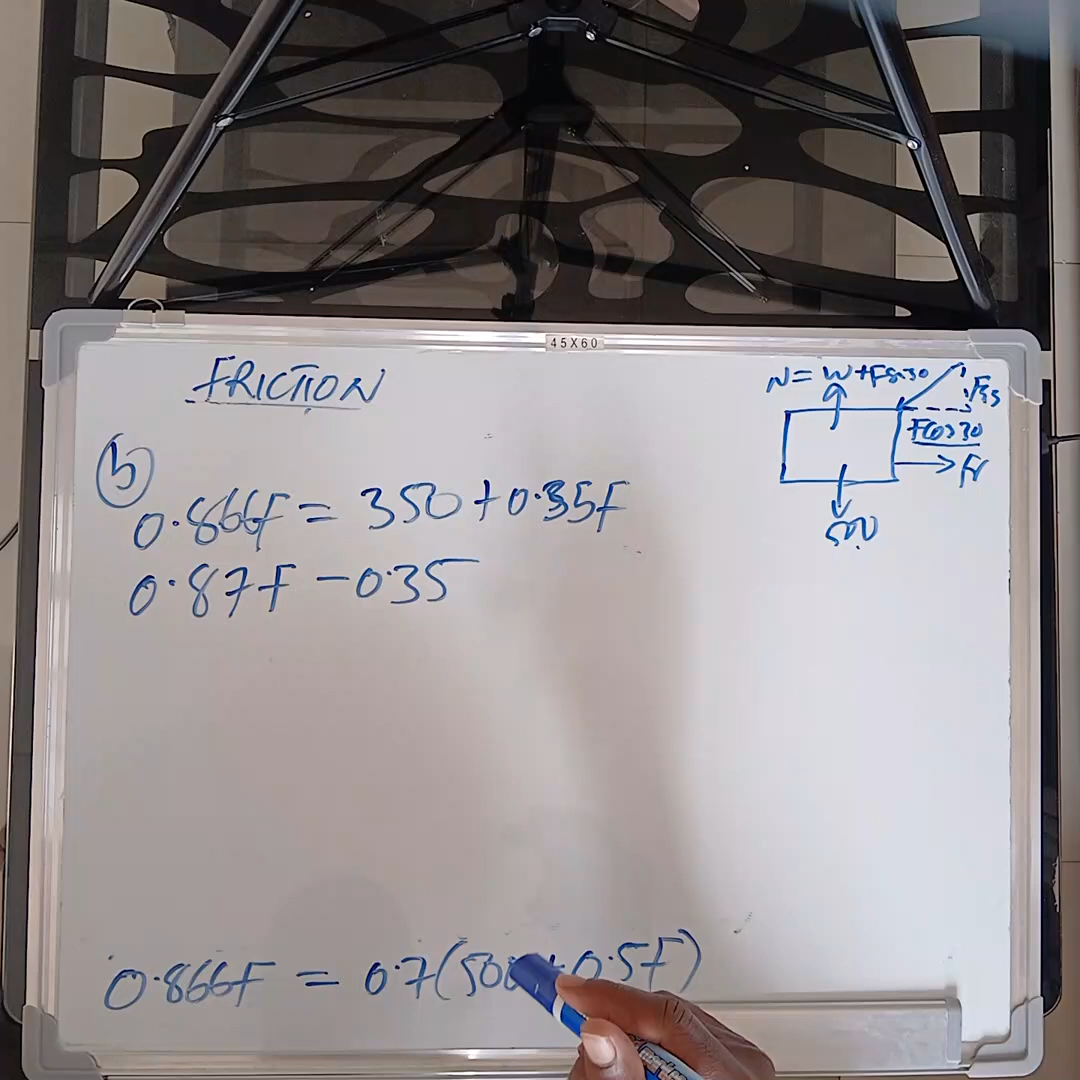 45X60
FRICTION
N = W+Fsin30
Fcos30
Fr
500
b
0.866F = 350 + 0.35F
0.87F - 0.35
0.866F = 0.7(500 + 0.5F)